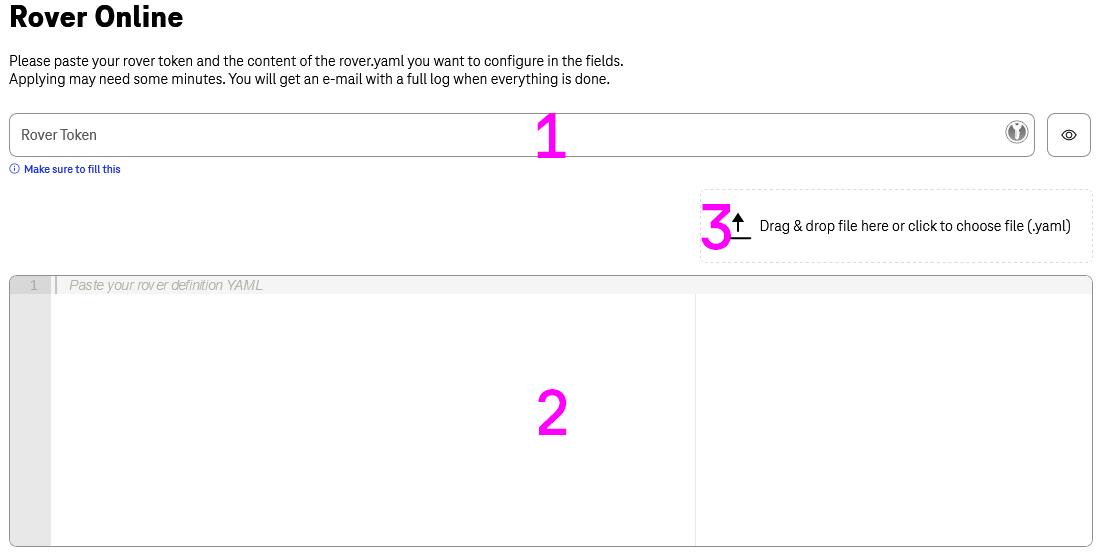 Rover Online
Please paste your rover token and the content of the rover.yaml you want to configure in the fields.
Applying may need some minutes. You will get an e-mail with a full log when everything is done.
Rover Token
1
Make sure to fill this
3
Drag & drop file here or click to choose file (.yaml)
1 Paste your rover definition YAML
2